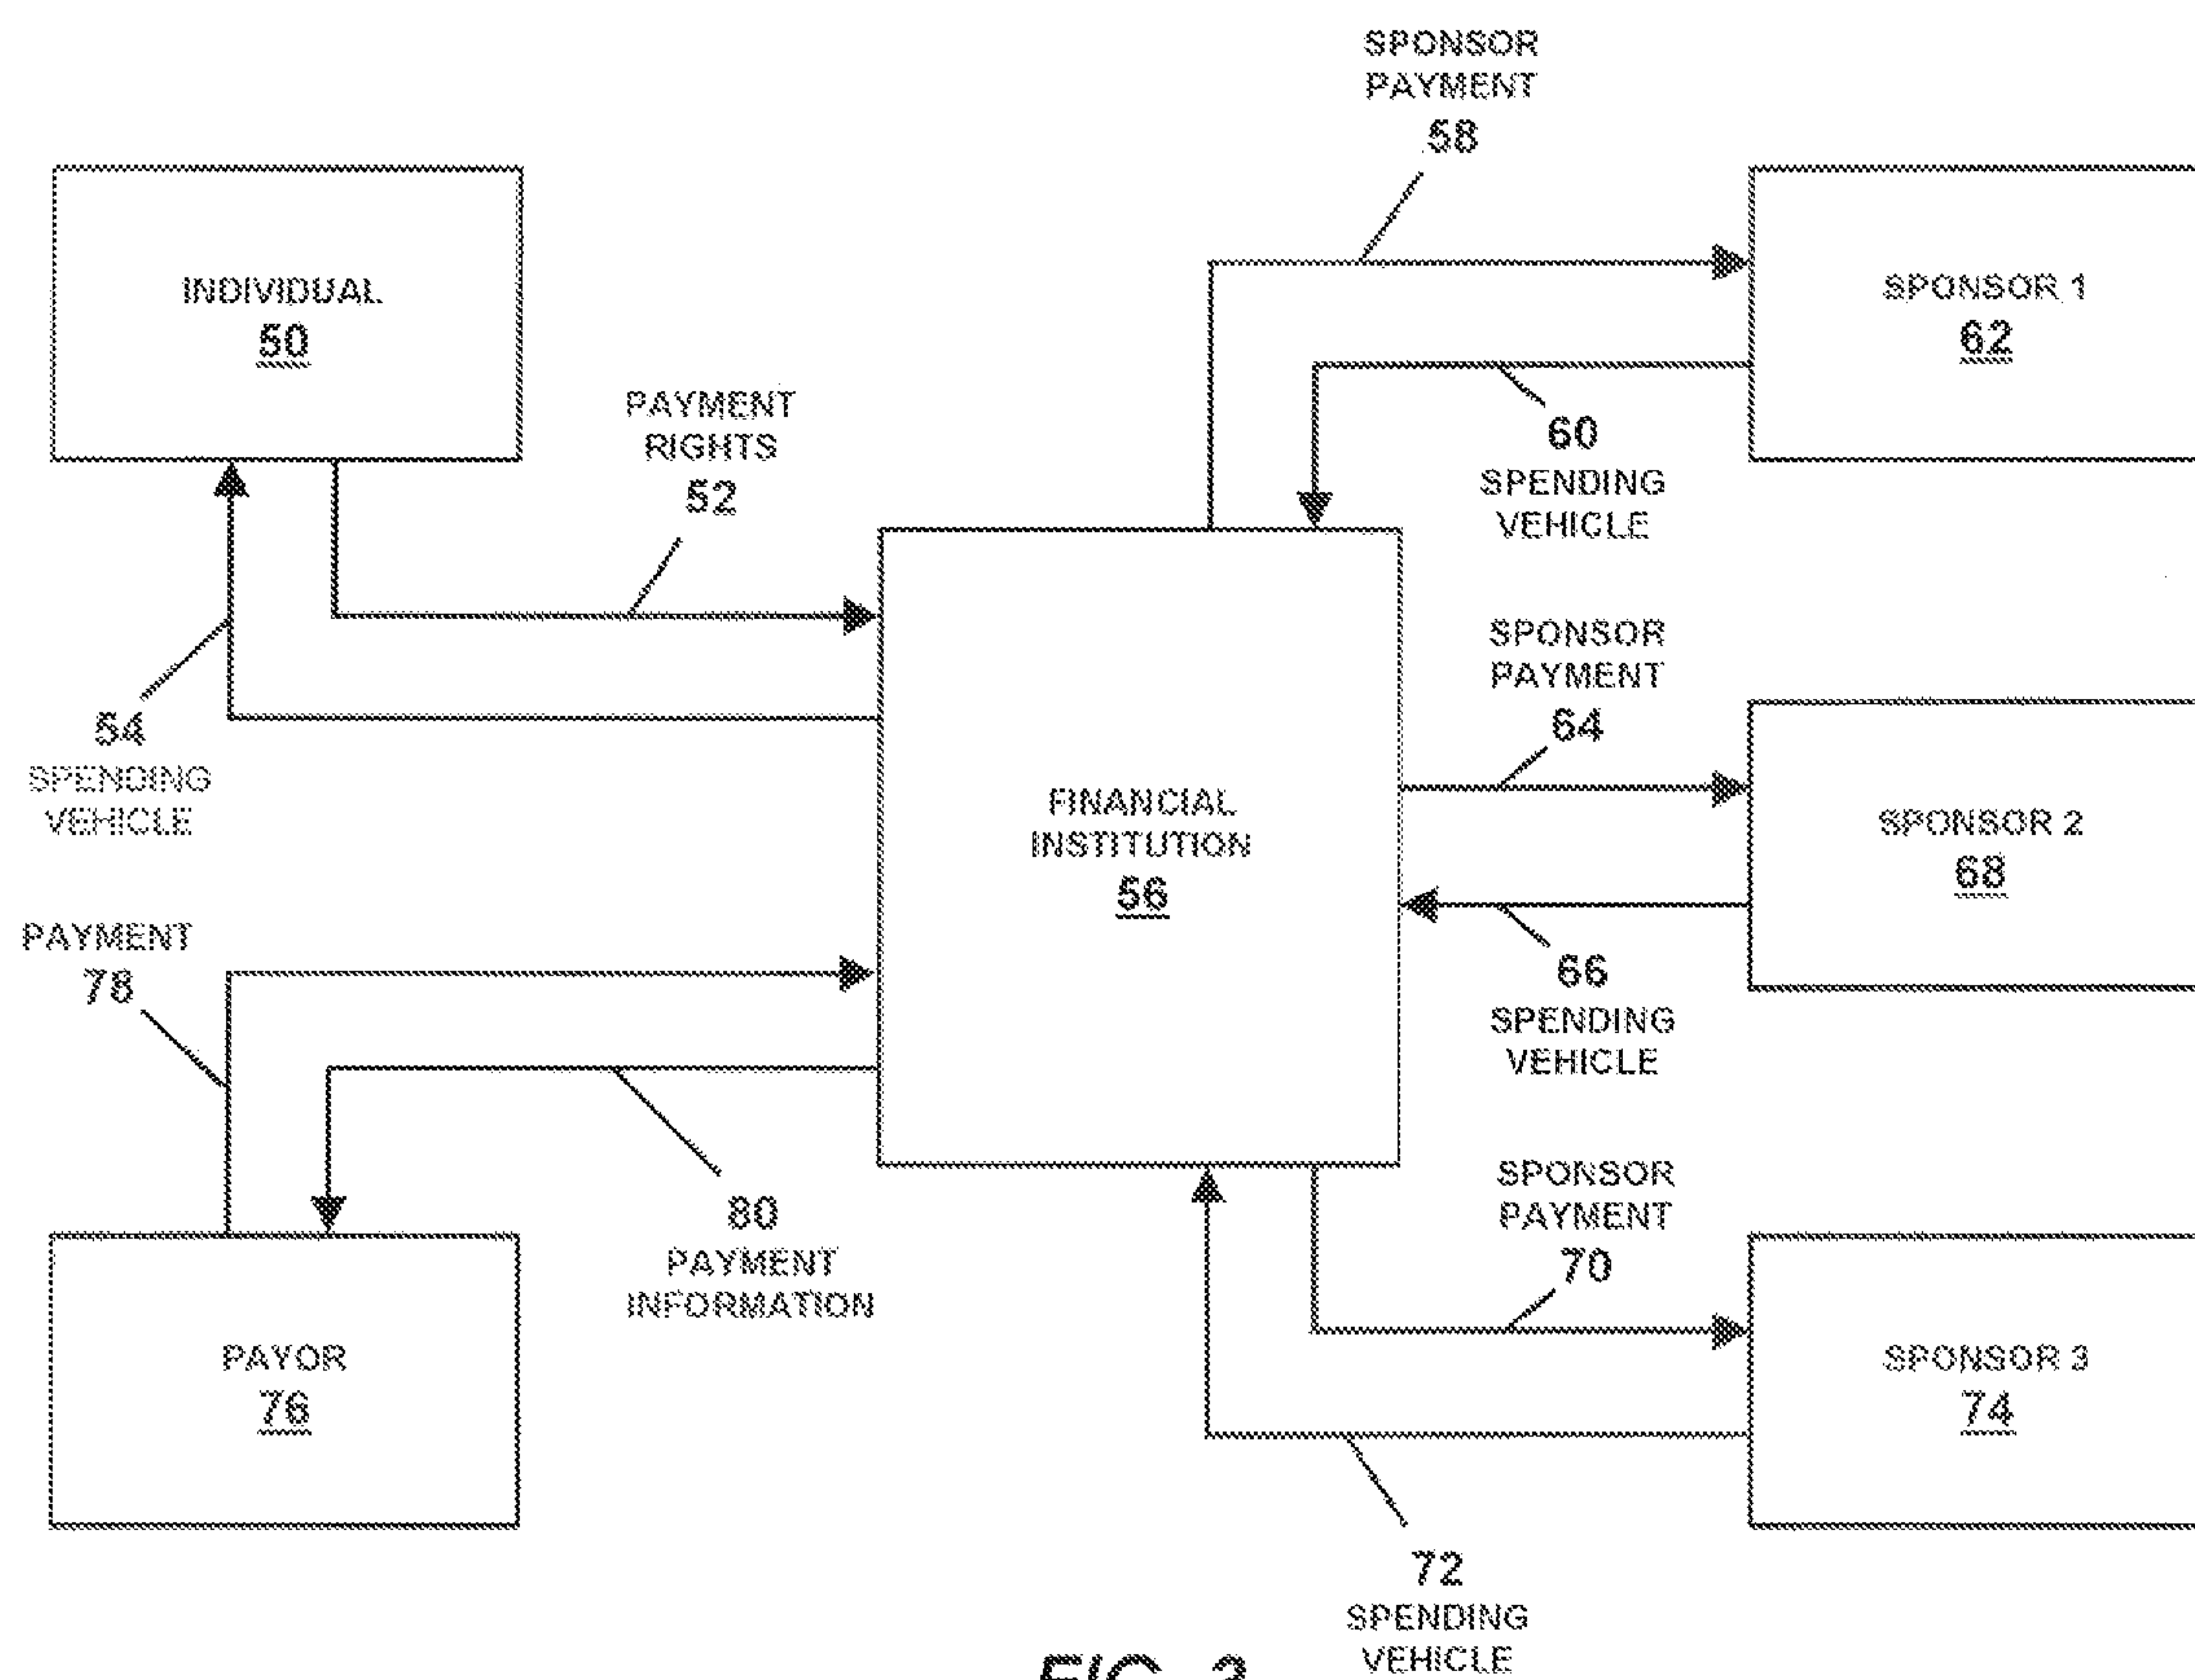 SPONSOR
PAYMENT
58
INDIVIDUAL
50
SPONSOR 1
62
PAYMENT
RIGHTS
52
60
SPENDING
VEHICLE
54
SPENDING
VEHICLE
SPONSOR
PAYMENT
64
FINANCIAL
INSTITUTION
56
SPONSOR 2
68
PAYMENT
78
66
SPENDING
VEHICLE
80
PAYMENT
INFORMATION
SPONSOR
PAYMENT
70
PAYOR
76
SPONSOR 3
74
72
SPENDING
VEHICLE
FIG.